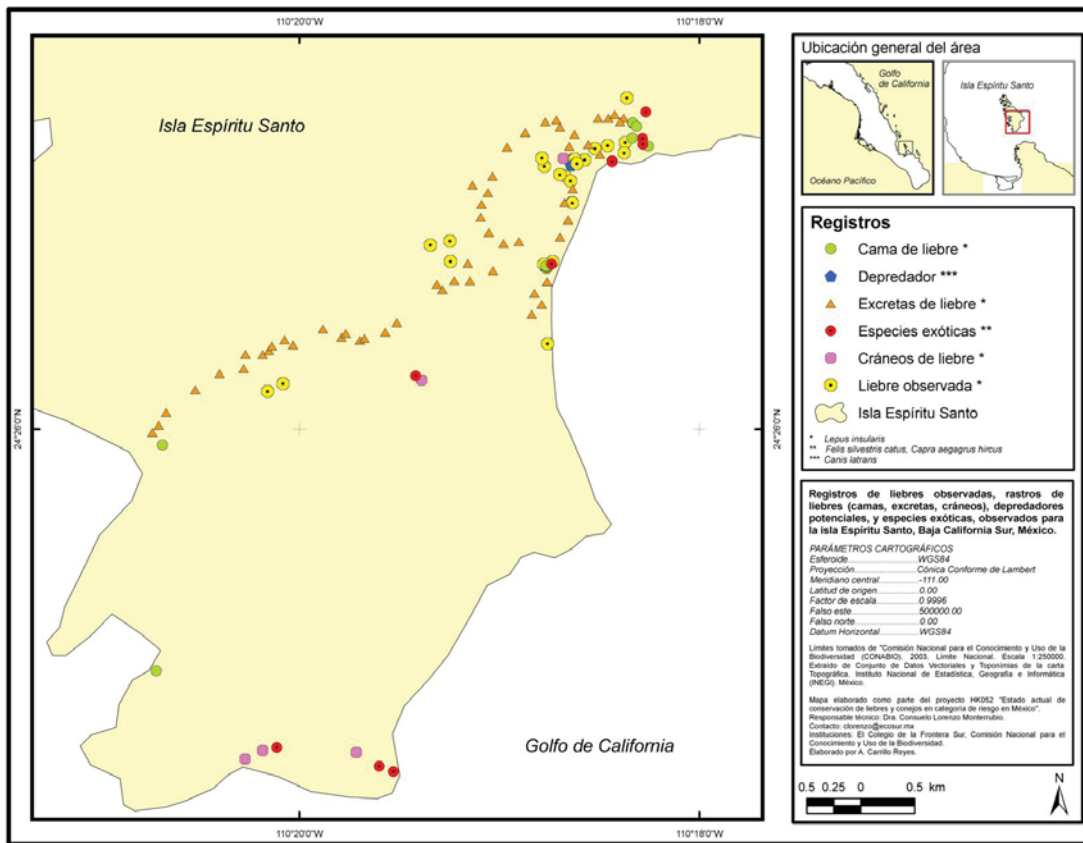 110°20'0"W
110°18'0"W
Isla Espíritu Santo
24°26'0"N
24°26'0"N
Golfo de California
110°20'0"W
110°18'0"W
Ubicación general del área
Golfo
de California
Océano Pacífico
Isla Espíritu Santo
Registros
Cama de liebre *
Depredador ***
Excretas de liebre *
Especies exóticas **
Cráneos de liebre *
Liebre observada *
Isla Espíritu Santo
* Lepus insularis
** Felis silvestris catus, Capra aegagrus hircus
*** Canis latrans
Registros de liebres observadas, rastros de
liebres (camas, excretas, cráneos), depredadores
potenciales, y especies exóticas, observados para
la isla Espíritu Santo, Baja California Sur, México.
PARÁMETROS CARTOGRÁFICOS
Esferoide....................WGS84
Proyección....................Cónica Conforme de Lambert
Meridiano central..............-111.00
Latitud de origen..............0.00
Factor de escala...............0.9996
Falso este.....................500000.00
Falso norte....................0.00
Datum Horizontal...............WGS84
Límites tomados de "Comisión Nacional para el Conocimiento y Uso de la
Biodiversidad (CONABIO). 2003. Límite Nacional. Escala 1:250000.
Extraído de Conjunto de Datos Vectoriales y Toponimias de la carta
Topográfica. Instituto Nacional de Estadística, Geografía e Informática
(INEGI). México.
Mapa elaborado como parte del proyecto HK052 "Estado actual de
conservación de liebres y conejos en categoría de riesgo en México".
Responsable técnico: Dra. Consuelo Lorenzo Monterrubio.
Contacto: clorenzo@ecosur.mx
Instituciones: El Colegio de la Frontera Sur, Comisión Nacional para el
Conocimiento y Uso de la Biodiversidad.
Elaborado por A. Carrillo Reyes.
0.5 0.25 0 0.5 km
N